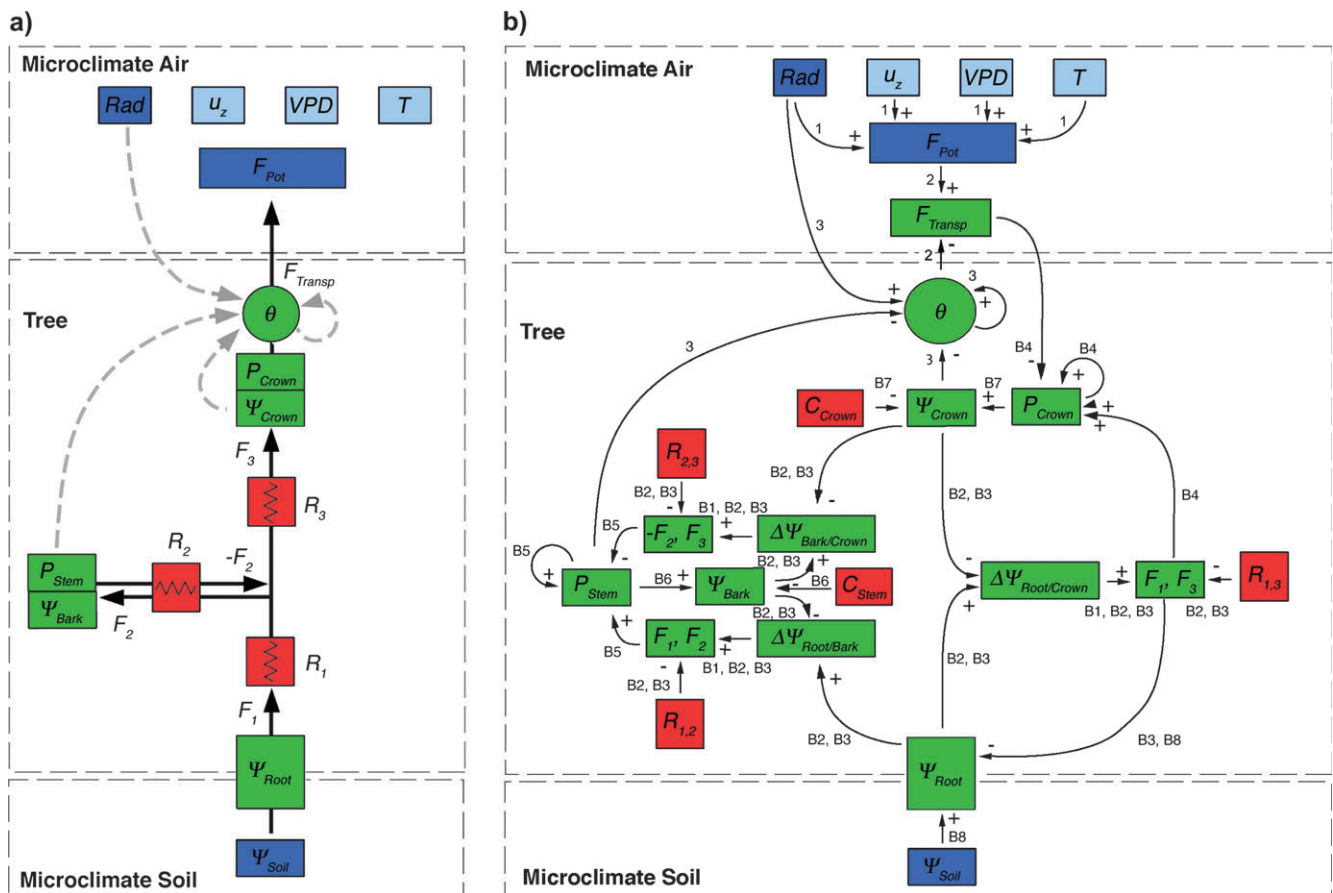 a)
Microclimate Air
Rad
u_z
VPD
T
F_Pot
F_Transp
Tree
θ
P_Crown
Ψ_Crown
F_3
R_3
R_2
-F_2
P_Stem
Ψ_Bark
F_2
R_1
F_1
Ψ_Root
Ψ_Soil
Microclimate Soil
b)
Microclimate Air
Rad
u_z
VPD
T
1
1 +
1 +
1
+
+
F_Pot
2
+
F_Transp
3
2
-
Tree
3
+
-
θ
+
3
3
-
B4
-
B4
+
B7
-
B7
+
C_Crown
Ψ_Crown
P_Crown
+
+
R_2,3
B2, B3
B2, B3
-
B2, B3
B4
-
B1, B2, B3
B5
-F_2, F_3
+
ΔΨ_Bark/Crown
-
B5
+
B2, B3
+
-
B6
P_Stem
B6
+
Ψ_Bark
C_Stem
-
ΔΨ_Root/Crown
+
F_1, F_3
-
R_1,3
B1, B2, B3
B2, B3
+
B2, B3
-
+
F_1, F_2
+
ΔΨ_Root/Bark
B5
-
B1, B2, B3
B2, B3
+
B2, B3
R_1,2
B2, B3
B3, B8
-
Ψ_Root
+
B8
Ψ_Soil
Microclimate Soil